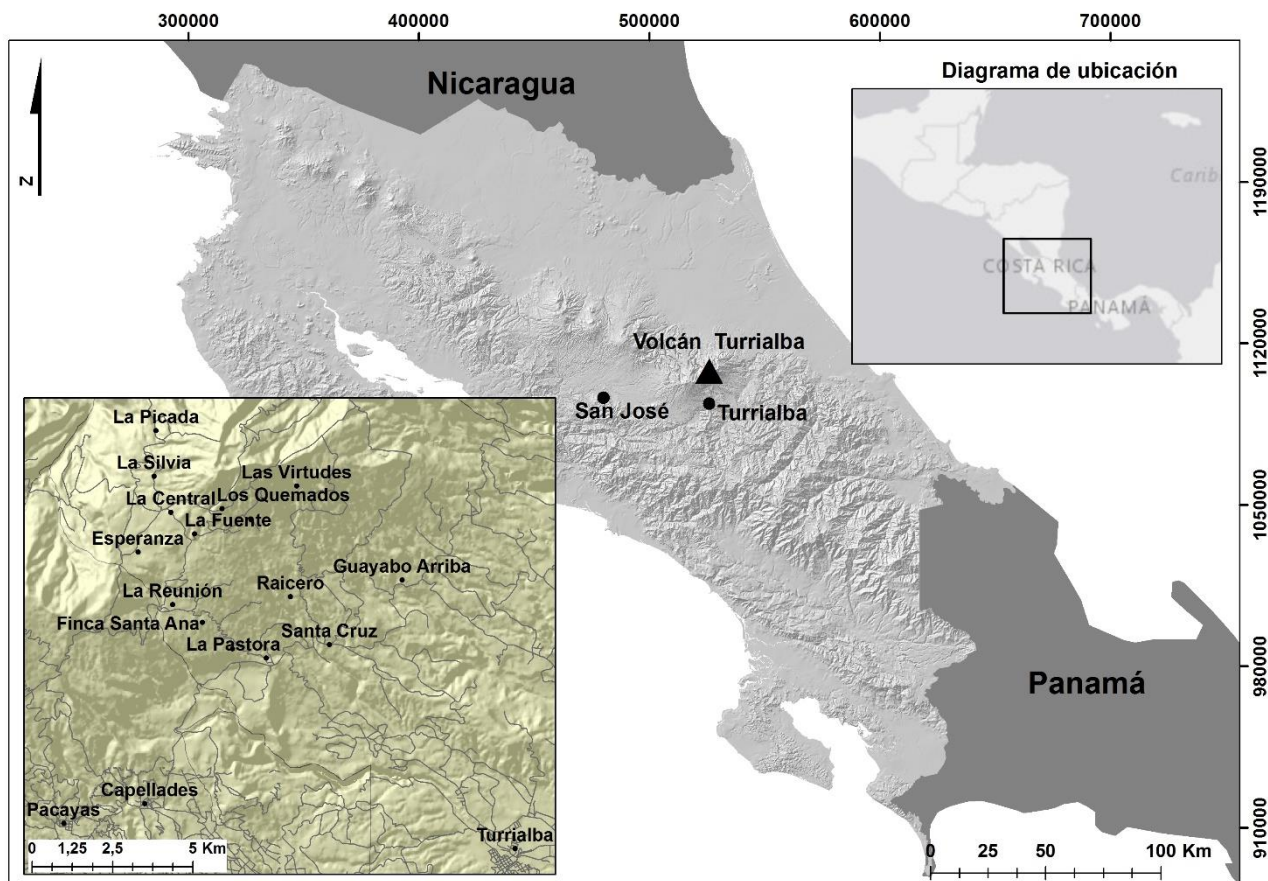 300000
400000
500000
600000
700000
Nicaragua
Diagrama de ubicación
Z
Carib
1190000
COSTA RICA
PANAMÁ
Volcán Turrialba
1120000
San José
Turrialba
La Picada
La Silvia
Las Virtudes
La Central
Los Quemados
La Fuente
Esperanza
1050000
Guayabo Arriba
La Reunión
Raicero
Finca Santa Ana
Santa Cruz
La Pastora
Panamá
980000
Capellades
Pacayas
Turrialba
910000
0 1,25 2,5 5 Km
0 25 50 100 Km